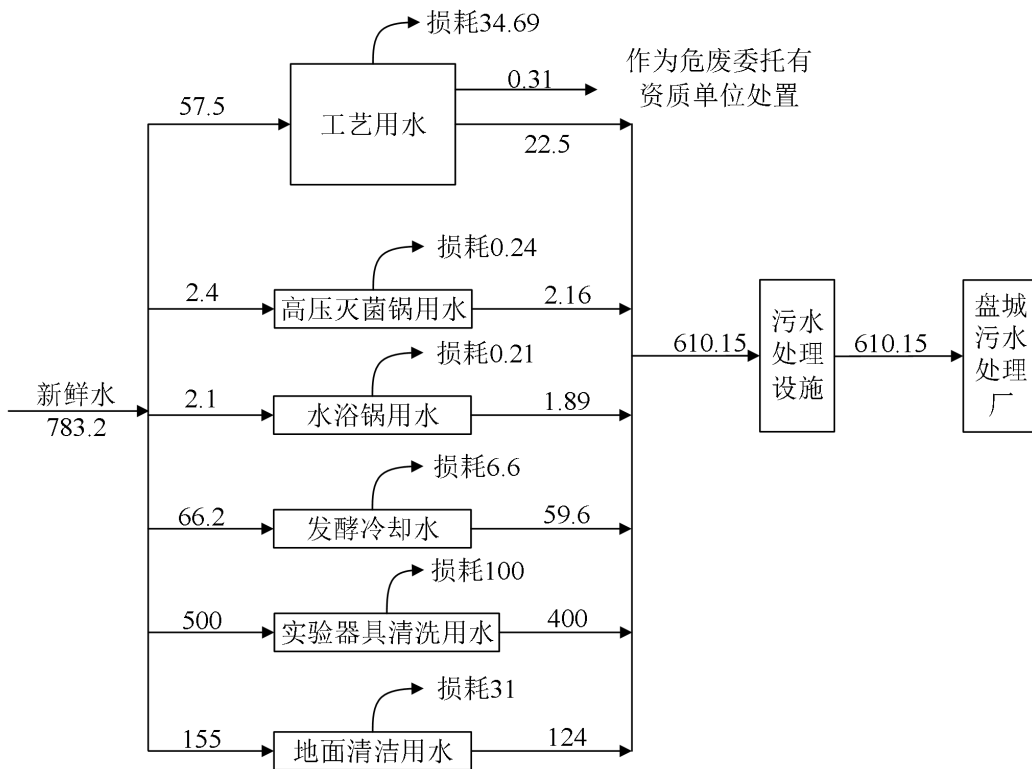 损耗34.69
作为危废委托有
资质单位处置
0.31
57.5
工艺用水
22.5
损耗0.24
2.4
高压灭菌锅用水
2.16
损耗0.21
新鲜水
783.2
2.1
水浴锅用水
1.89
610.15
污水
处理
设施
610.15
盘城
污水
处理
厂
损耗6.6
66.2
发酵冷却水
59.6
损耗100
500
实验器具清洗用水
400
损耗31
155
地面清洁用水
124